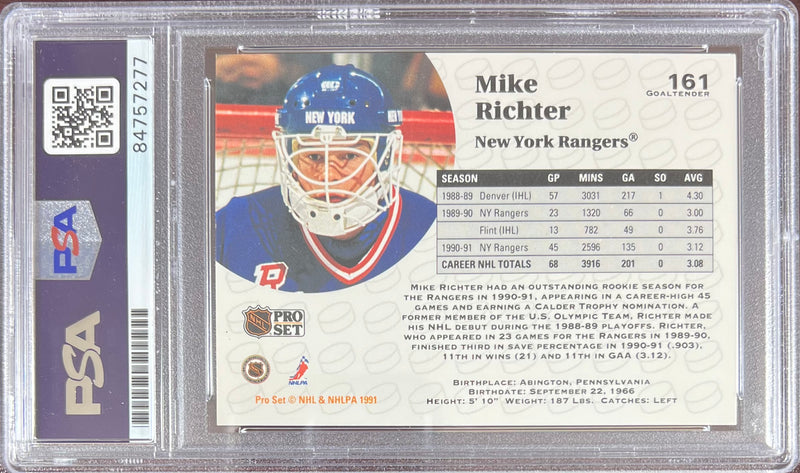 84757277
PSA
PSA
NEW YORK
NEW
Mike
Richter
New York Rangers®
161
GOALTENDER
SEASON GP MINS GA SO AVG
1988-89 Denver (IHL) 57 3031 217 1 4.30
1989-90 NY Rangers 23 1320 66 0 3.00
Flint (IHL) 13 782 49 0 3.76
1990-91 NY Rangers 45 2596 135 0 3.12
CAREER NHL TOTALS 68 3916 201 0 3.08
MIKE RICHTER HAD AN OUTSTANDING ROOKIE SEASON FOR
THE RANGERS IN 1990-91, APPEARING IN A CAREER-HIGH 45
GAMES AND EARNING A CALDER TROPHY NOMINATION. A
FORMER MEMBER OF THE U.S. OLYMPIC TEAM, RICHTER MADE
HIS NHL DEBUT DURING THE 1988-89 PLAYOFFS. RICHTER,
WHO APPEARED IN 23 GAMES FOR THE RANGERS IN 1989-90,
FINISHED THIRD IN SAVE PERCENTAGE IN 1990-91 (.903),
11TH IN WINS (21) AND 11TH IN GAA (3.12).
BIRTHPLACE: ABINGTON, PENNSYLVANIA
BIRTHDATE: SEPTEMBER 22, 1966
HEIGHT: 5' 10" WEIGHT: 187 LBS. CATCHES: LEFT
NHL PRO
SET
NHLPA
Pro Set © NHL & NHLPA 1991